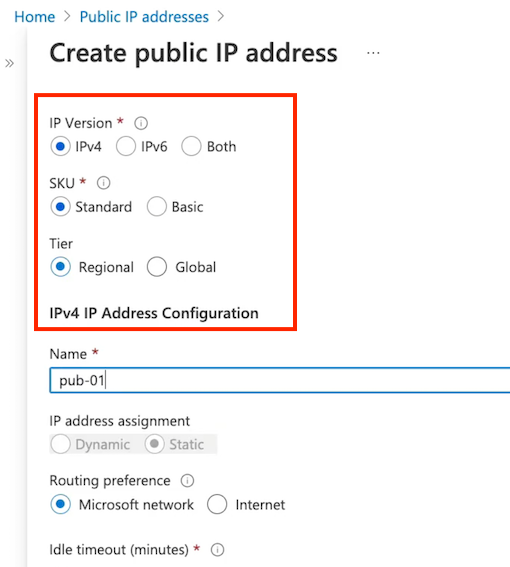 Home > Public IP addresses >
Create public IP address ...
IP Version *
IPv4 IPv6 Both
SKU *
Standard Basic
Tier
Regional Global
IPv4 IP Address Configuration
Name *
pub-01
IP address assignment
Dynamic Static
Routing preference
Microsoft network Internet
Idle timeout (minutes) *